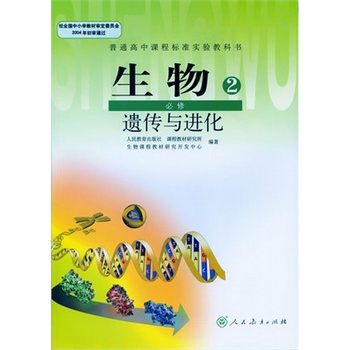 经全国中小学教材审定委员会
2004年初审通过
普通高中课程标准实验教科书
生物 2
必修
遗传与进化
人民教育出版社 课程教材研究所
生物课程教材研究开发中心
编著
人民教育出版社